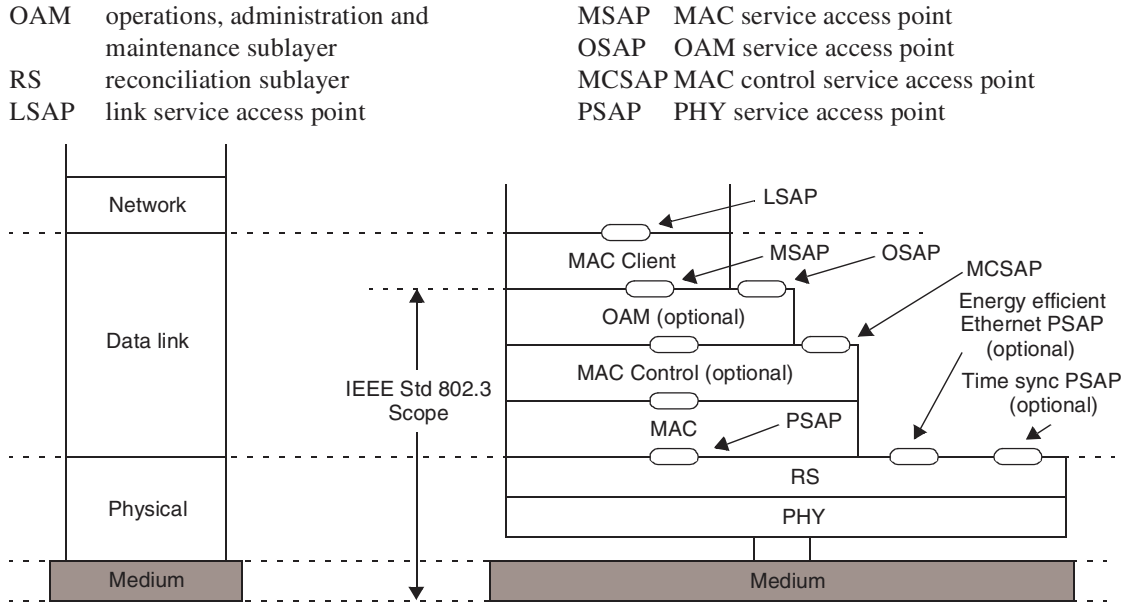 OAM operations, administration and
maintenance sublayer
RS reconciliation sublayer
LSAP link service access point
MSAP MAC service access point
OSAP OAM service access point
MCSAP MAC control service access point
PSAP PHY service access point
Network
Data link
Physical
Medium
IEEE Std 802.3
Scope
LSAP
MAC Client
MSAP
OSAP
MCSAP
OAM (optional)
Energy efficient
Ethernet PSAP
(optional)
MAC Control (optional)
Time sync PSAP
(optional)
MAC
PSAP
RS
PHY
Medium